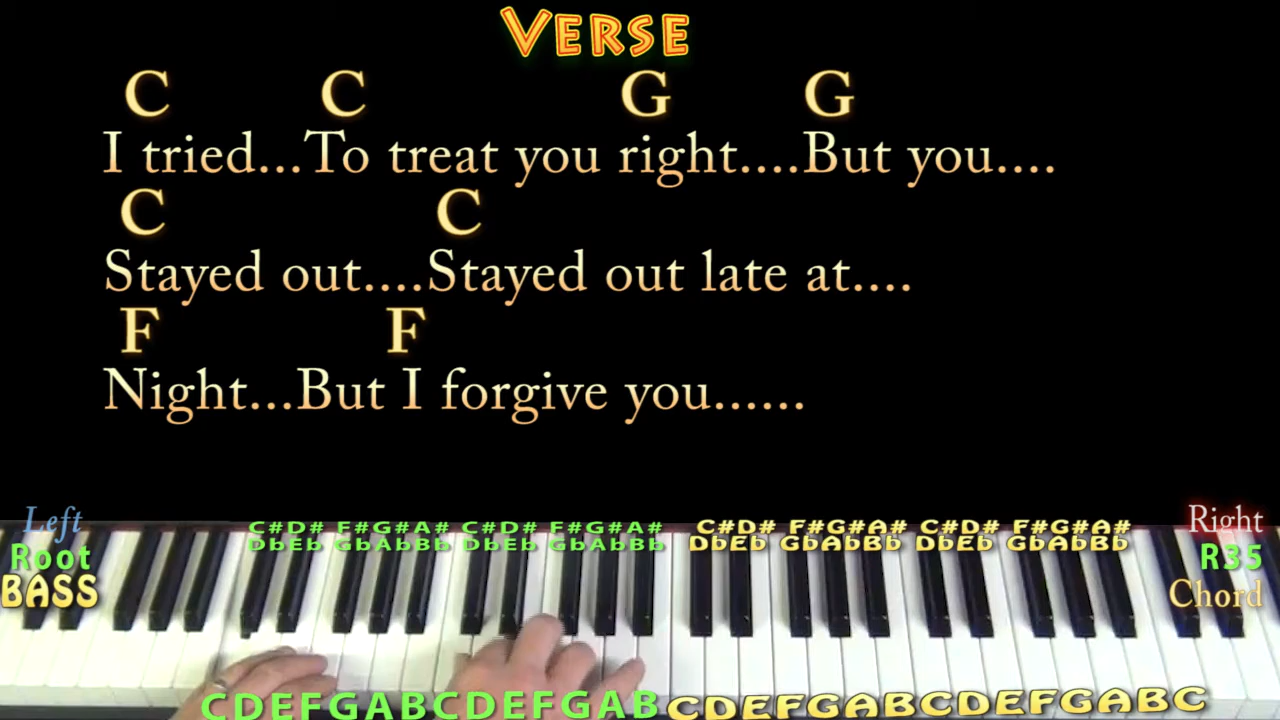 VERSE
C C G G
I tried...To treat you right....But you....
C C
Stayed out....Stayed out late at....
F F
Night...But I forgive you......
Left
Root
BASS
C#D# F#G#A# C#D# F#G#A# C#D# F#G#A# C#D# F#G#A#
DbEb GbAbBb DbEb GbAbBb DbEb GbAbBb DbEb GbAbBb
Right
R35
Chord
CDEFGABCDEFGAB CDEFGABCDEFGABC